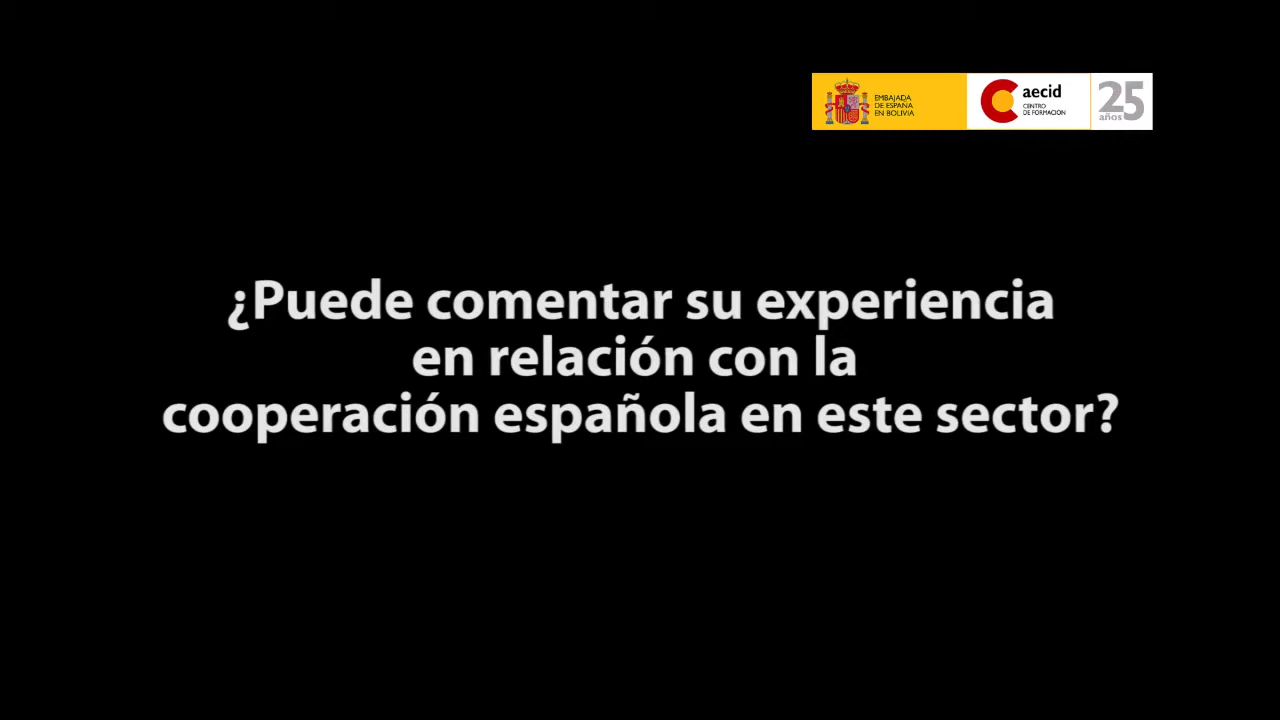 EMBAJADA
DE ESPAÑA
EN BOLIVIA
aecid
CENTRO
DE FORMACIÓN
25
años
¿Puede comentar su experiencia
en relación con la
cooperación española en este sector?